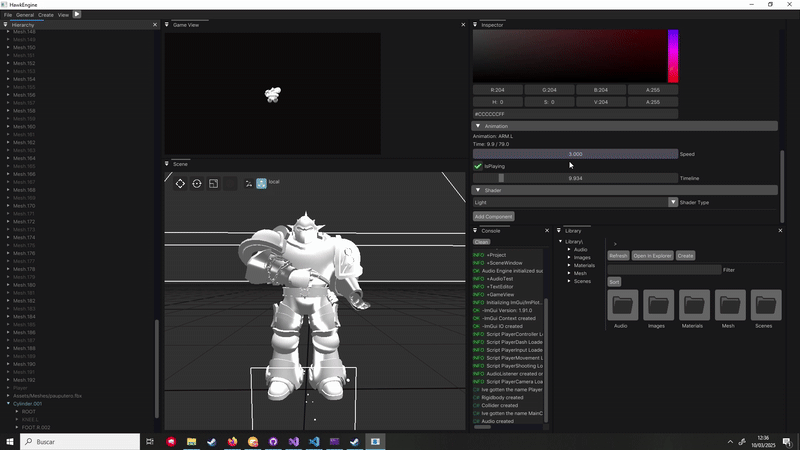 HawkEngine
File General Create View
Hierarchy
Mesh.148
Mesh.149
Mesh.150
Mesh.151
Mesh.152
Mesh.153
Mesh.154
Mesh.155
Mesh.156
Mesh.157
Mesh.158
Mesh.159
Mesh.160
Mesh.161
Mesh.162
Mesh.163
Mesh.164
Mesh.165
Mesh.166
Mesh.167
Mesh.168
Mesh.169
Mesh.170
Mesh.171
Mesh.172
Mesh.173
Mesh.174
Mesh.175
Mesh.176
Mesh.177
Mesh.178
Mesh.179
Mesh.180
Mesh.181
Mesh.182
Mesh.183
Mesh.184
Mesh.185
Mesh.186
Mesh.187
Mesh.188
Mesh.189
Mesh.190
Mesh.191
Mesh.192
Player
Cylinder.001
ROOT
KNEE.L
FOOT.R.002
Game View
Scene
local
Inspector
R:204 G:204 B:204 A:255
H: 0 S: 0 V:204 A:255
#CCCCCCFF
Animation
Animation: ARM L
Time: 9.9 / 79.0
3.000 Speed
IsPlaying
9.934 Timeline
Shader
Light Shader Type
Add Component
Console
Clean
INFO +Project
INFO +SceneWindow
OK Audio Engine initialized suc
INFO +AudioTest
INFO +TextEditor
INFO +GameView
INFO Initializing ImGui/ImPlot...
OK -ImGui Version: 1.91.0
OK -ImGui Context created
OK -ImGui IO created
INFO Script PlayerController Lo
INFO Script PlayerDash Loade
INFO Script PlayerInput Loade
INFO Script PlayerMovement L
INFO Script PlayerShooting Lo
INFO AudioListener created on
INFO Script PlayerCamera Loa
C# Ive gotten the name Player
C# Rigidbody created
C# Collider created
C# Ive gotten the name MainC
C# Audio created
Library
Library\
Audio
Images
Materials
Mesh
Scenes
>
Refresh Open in Explorer Create
Filter
Sort
Audio Images Materials Mesh Scenes
Buscar
12:36
10/03/2025